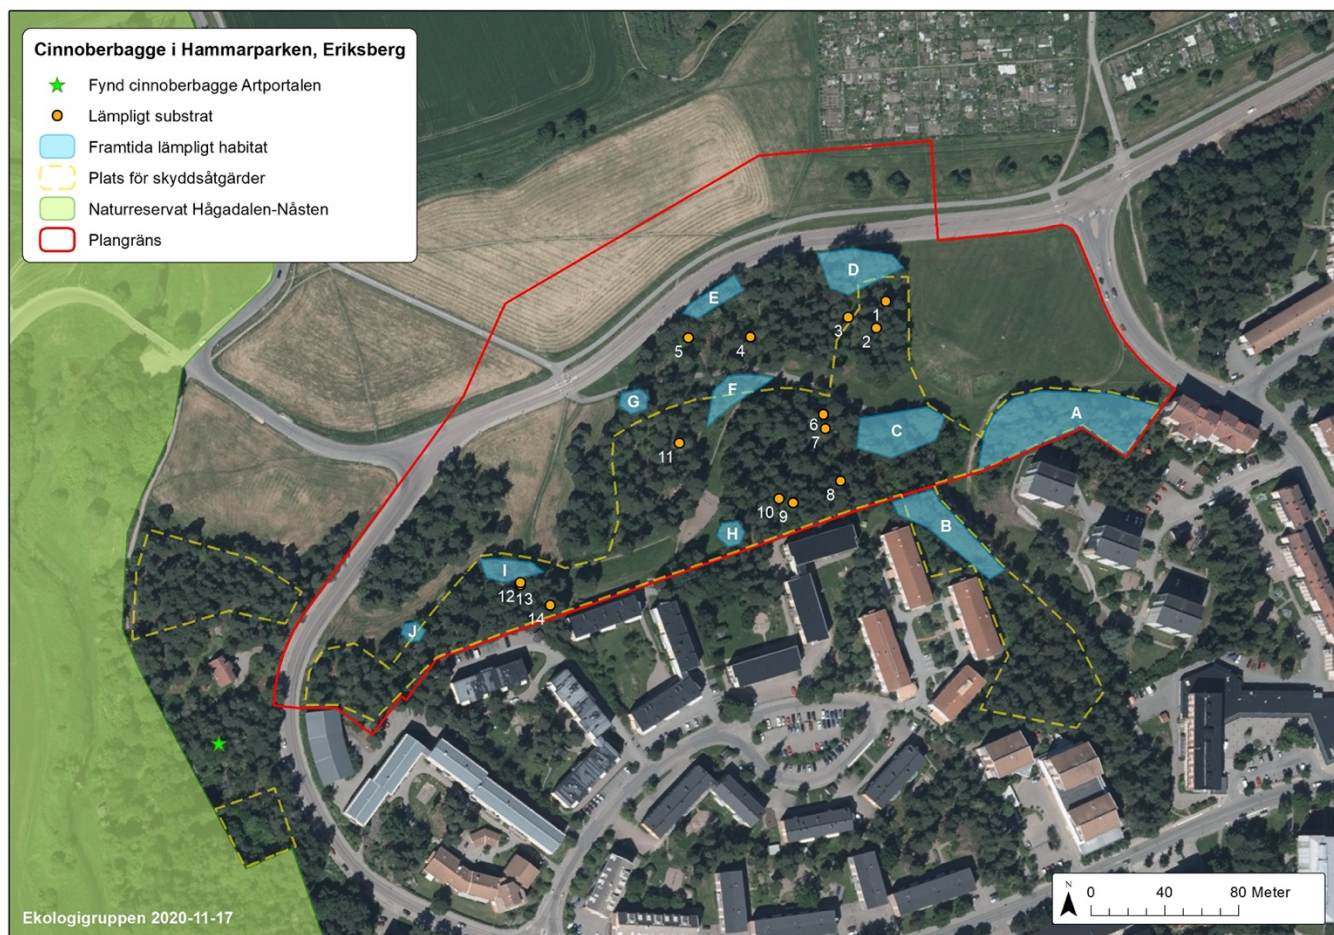 Cinnoberbagge i Hammarparken, Eriksberg
Fynd cinnoberbagge Artportalen
Lämpligt substrat
Framtida lämpligt habitat
Plats för skyddsåtgärder
Naturreservat Hågadalen-Nåsten
Plangräns
D
E
1
3
2
5
4
F
G
A
6
C
7
11
8
10
9
B
H
I
12
13
14
J
N
0 40 80 Meter
Ekologigruppen 2020-11-17